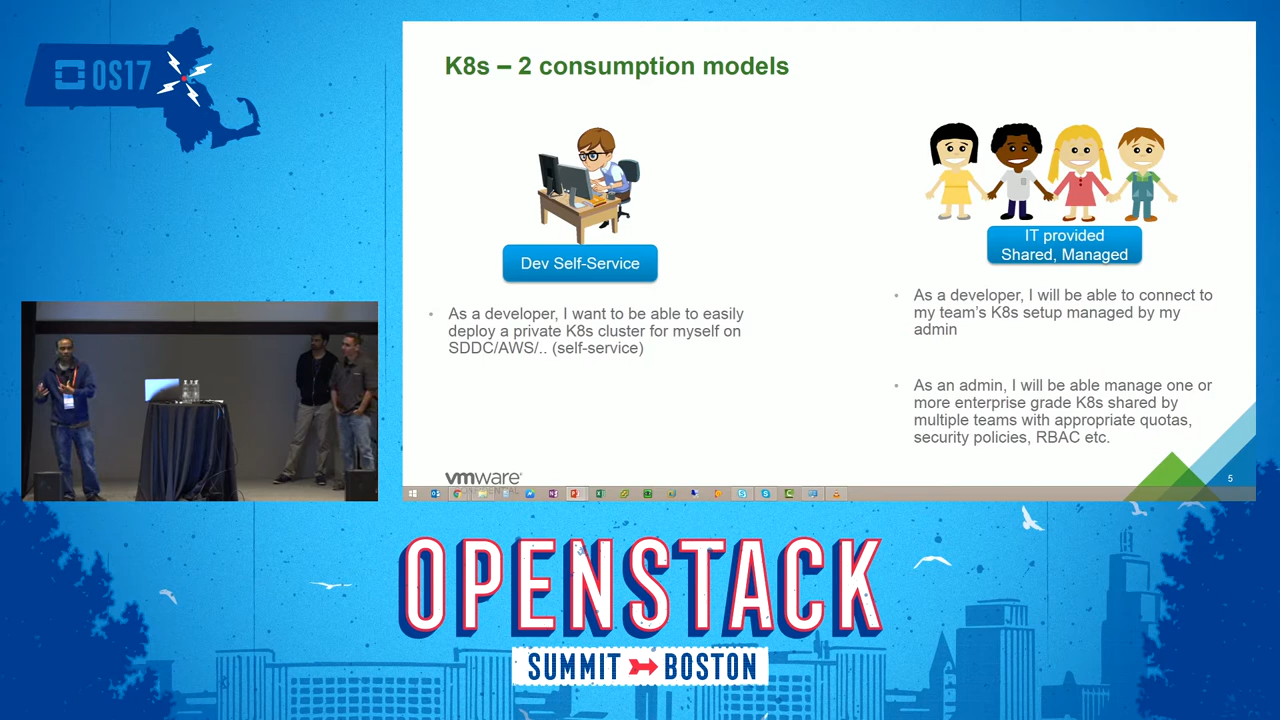 OS17
K8s – 2 consumption models
Dev Self-Service
• As a developer, I want to be able to easily
deploy a private K8s cluster for myself on
SDDC/AWS/.. (self-service)
IT provided
Shared, Managed
• As a developer, I will be able to connect to
my team's K8s setup managed by my
admin
• As an admin, I will be able manage one or
more enterprise grade K8s shared by
multiple teams with appropriate quotas,
security policies, RBAC etc.
vmware®
5
OPENSTACK
SUMMIT BOSTON